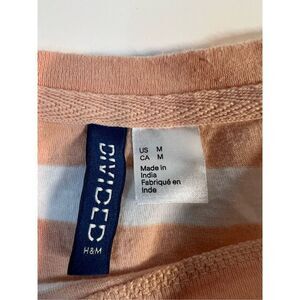 DIVIDED
H&M
US M
CA M
Made in
India
Fabriqué en
Inde